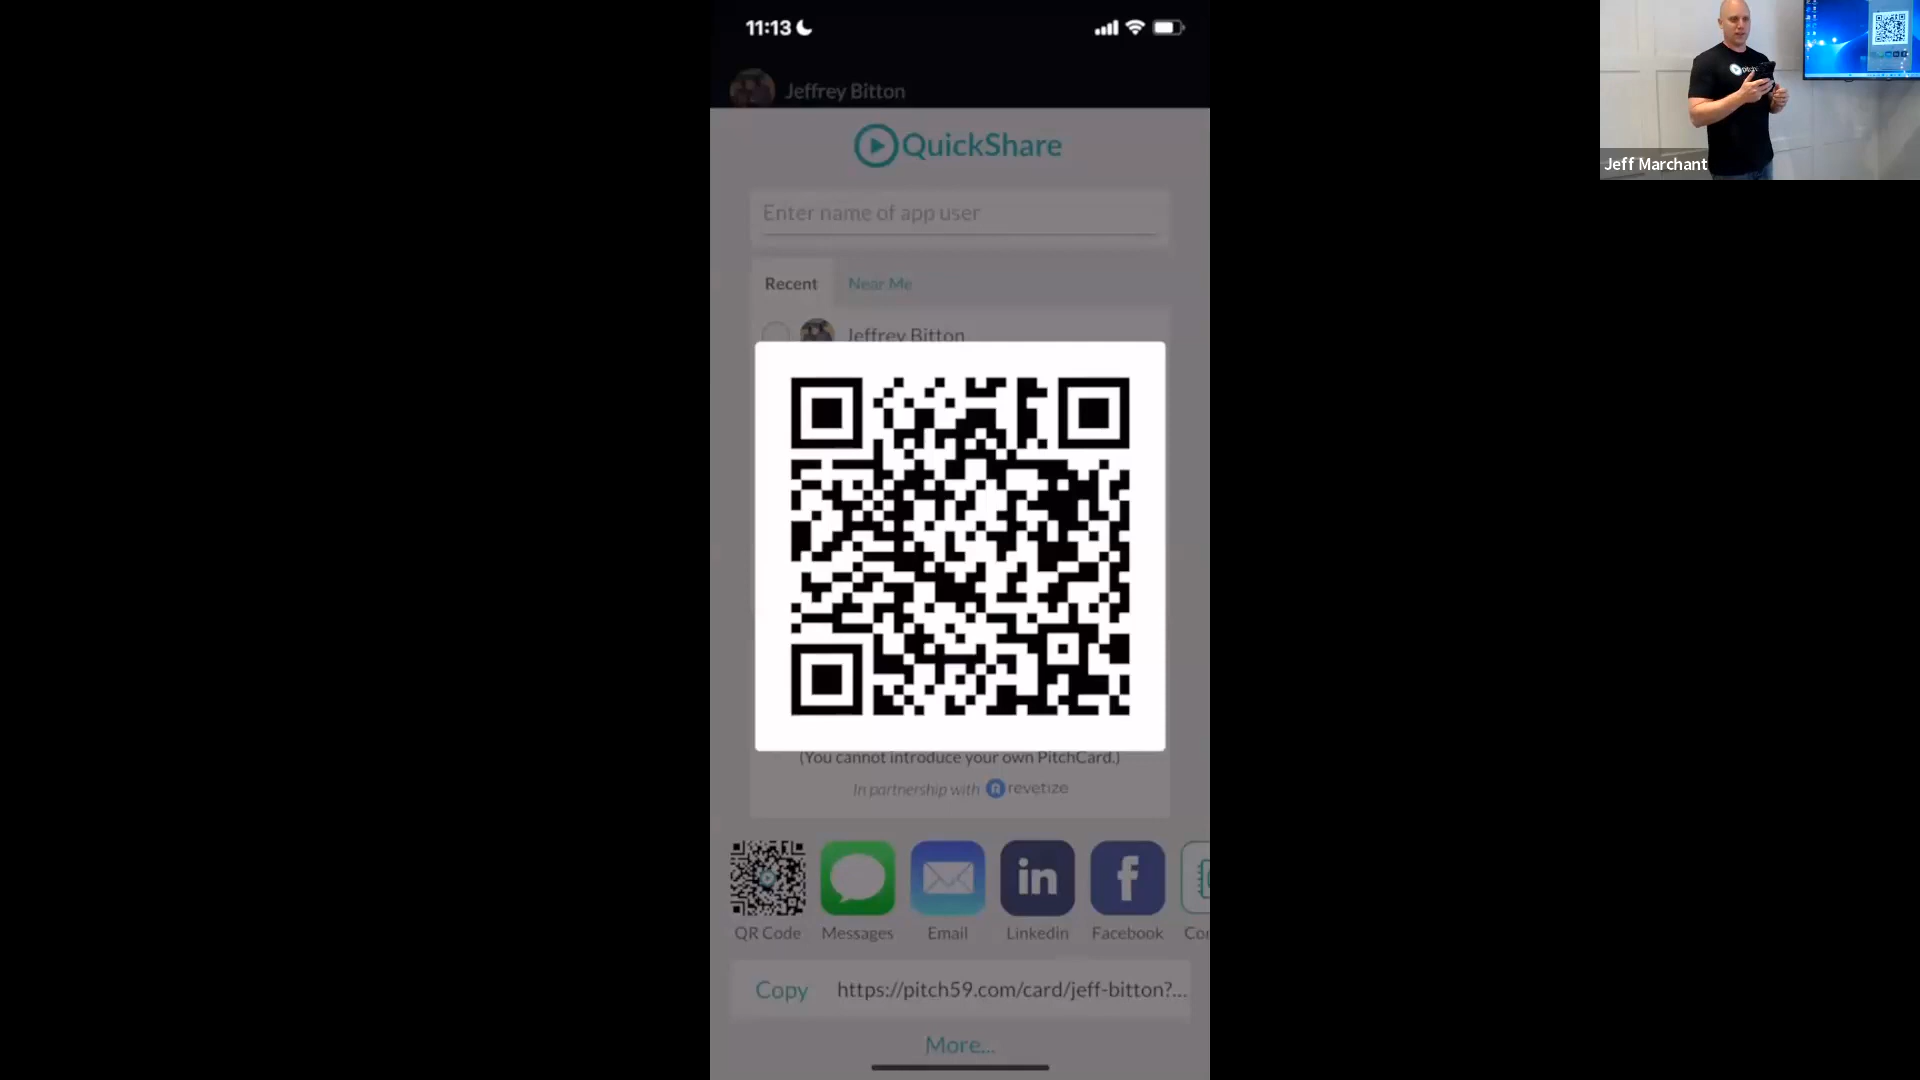 11:13
Jeffrey Bitton
QuickShare
Enter name of app user
Recent
Near Me
Jeffrey Bitton
(You cannot introduce your own PitchCard.)
In partnership with revetize
QR Code
Messages
Email
Linkedin
Facebook
Co
Copy
https://pitch59.com/card/jeff-bitton?...
More...
Jeff Marchant